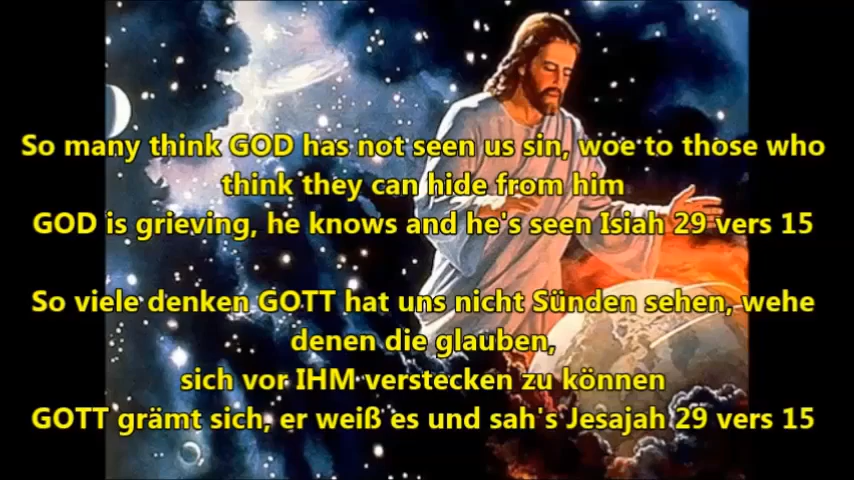 So many think GOD has not seen us sin, woe to those who
think they can hide from him
GOD is grieving, he knows and he's seen Isiah 29 vers 15
So viele denken GOTT hat uns nicht Sünden sehen, wehe
denen die glauben,
sich vor IHM verstecken zu können
GOTT grämt sich, er weiß es und sah's Jesajah 29 vers 15